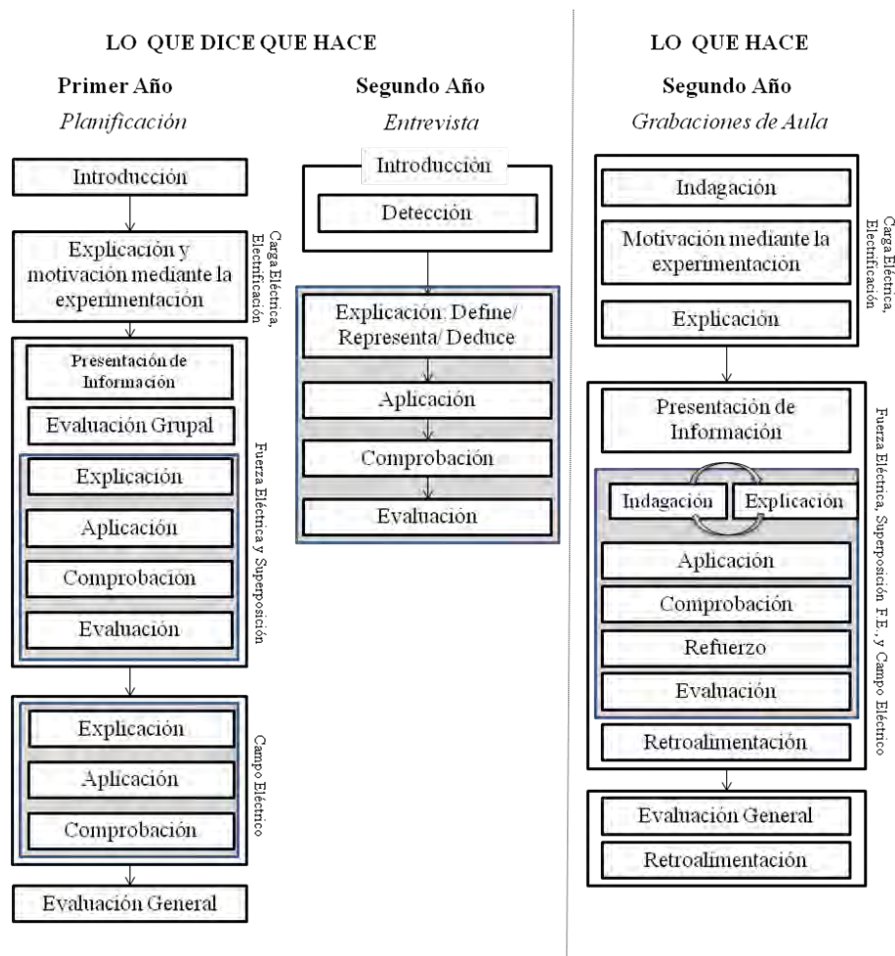 LO QUE DICE QUE HACE
Primer Año
Planificación
Introducción
Explicación y
motivación mediante la
experimentación
Carga Eléctrica,
Electrificación
Presentación de
Información
Evaluación Grupal
Explicación
Aplicación
Comprobación
Evaluación
Fuerza Eléctrica y Superposición
Explicación
Aplicación
Comprobación
Campo Eléctrico
Evaluación General
Segundo Año
Entrevista
Introducción
Detección
Explicación: Define/
Representa/ Deduce
Aplicación
Comprobación
Evaluación
LO QUE HACE
Segundo Año
Grabaciones de Aula
Indagación
Motivación mediante la
experimentación
Explicación
Carga Eléctrica,
Electrificación
Presentación de
Información
Indagación
Explicación
Aplicación
Comprobación
Refuerzo
Evaluación
Retroalimentación
Fuerza Eléctrica, Superposición F.E., y Campo Eléctrico
Evaluación General
Retroalimentación